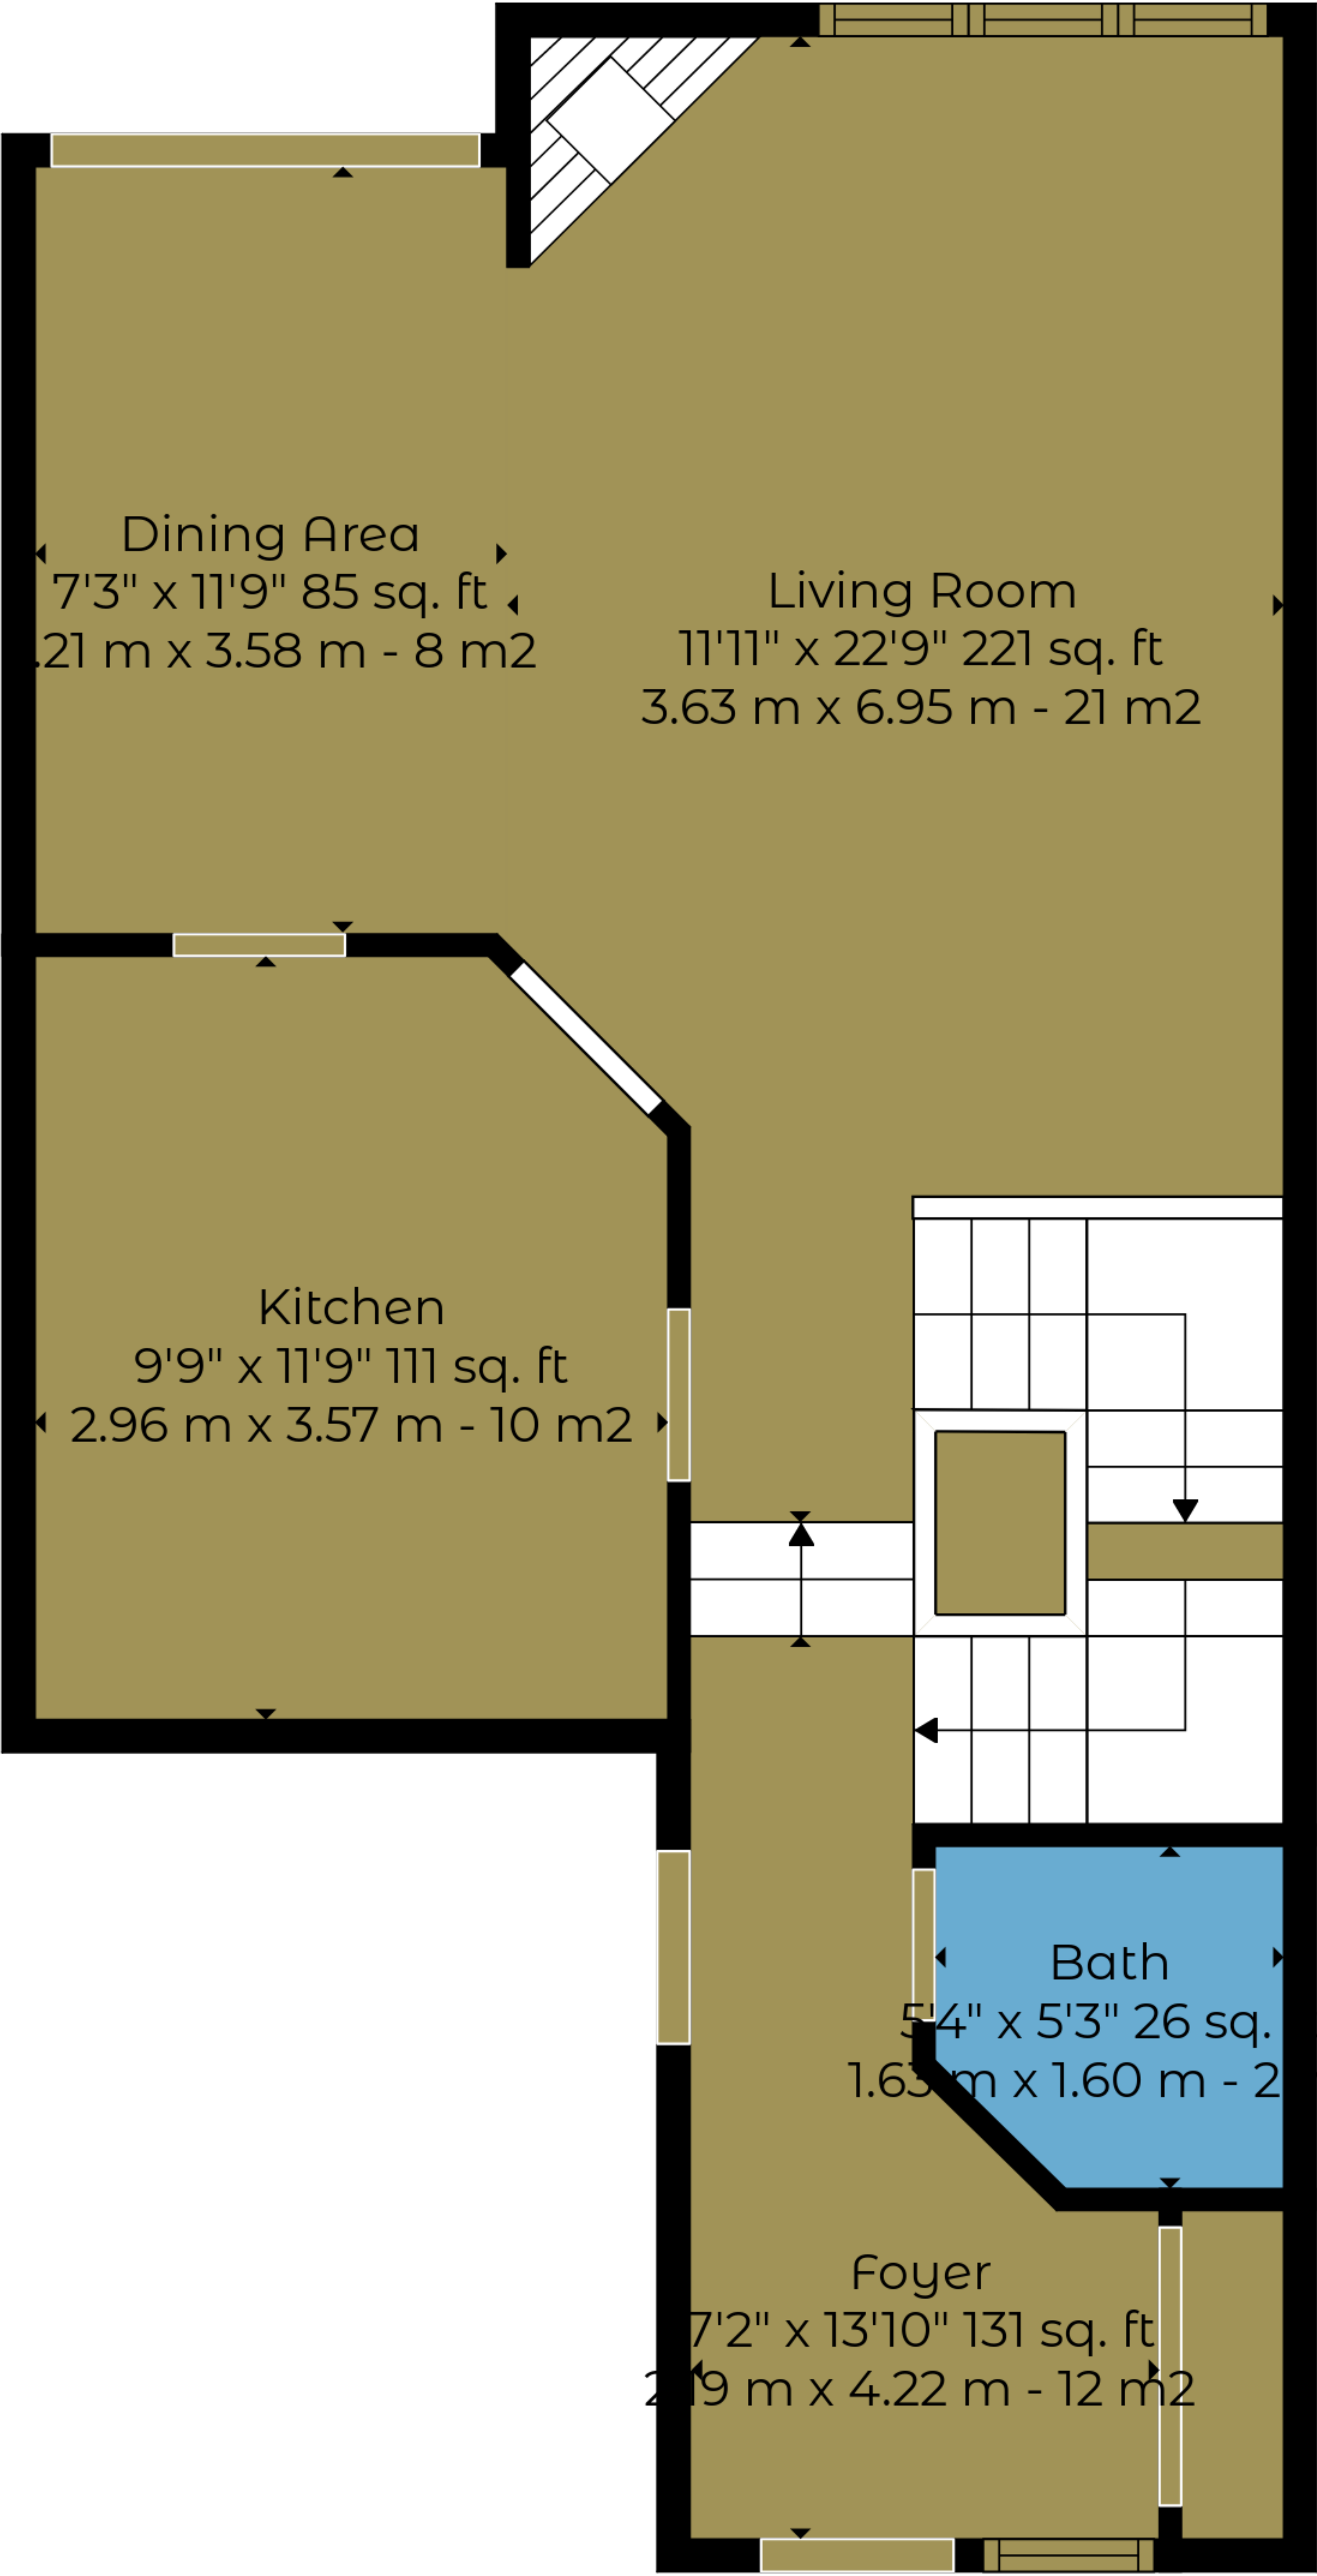 Dining Area
7'3" x 11'9" 85 sq. ft
.21 m x 3.58 m - 8 m2
Living Room
11'11" x 22'9" 221 sq. ft
3.63 m x 6.95 m - 21 m2
Kitchen
9'9" x 11'9" 111 sq. ft
2.96 m x 3.57 m - 10 m2
Bath
5'4" x 5'3" 26 sq.
1.63 m x 1.60 m - 2
Foyer
7'2" x 13'10" 131 sq. ft
2.19 m x 4.22 m - 12 m2